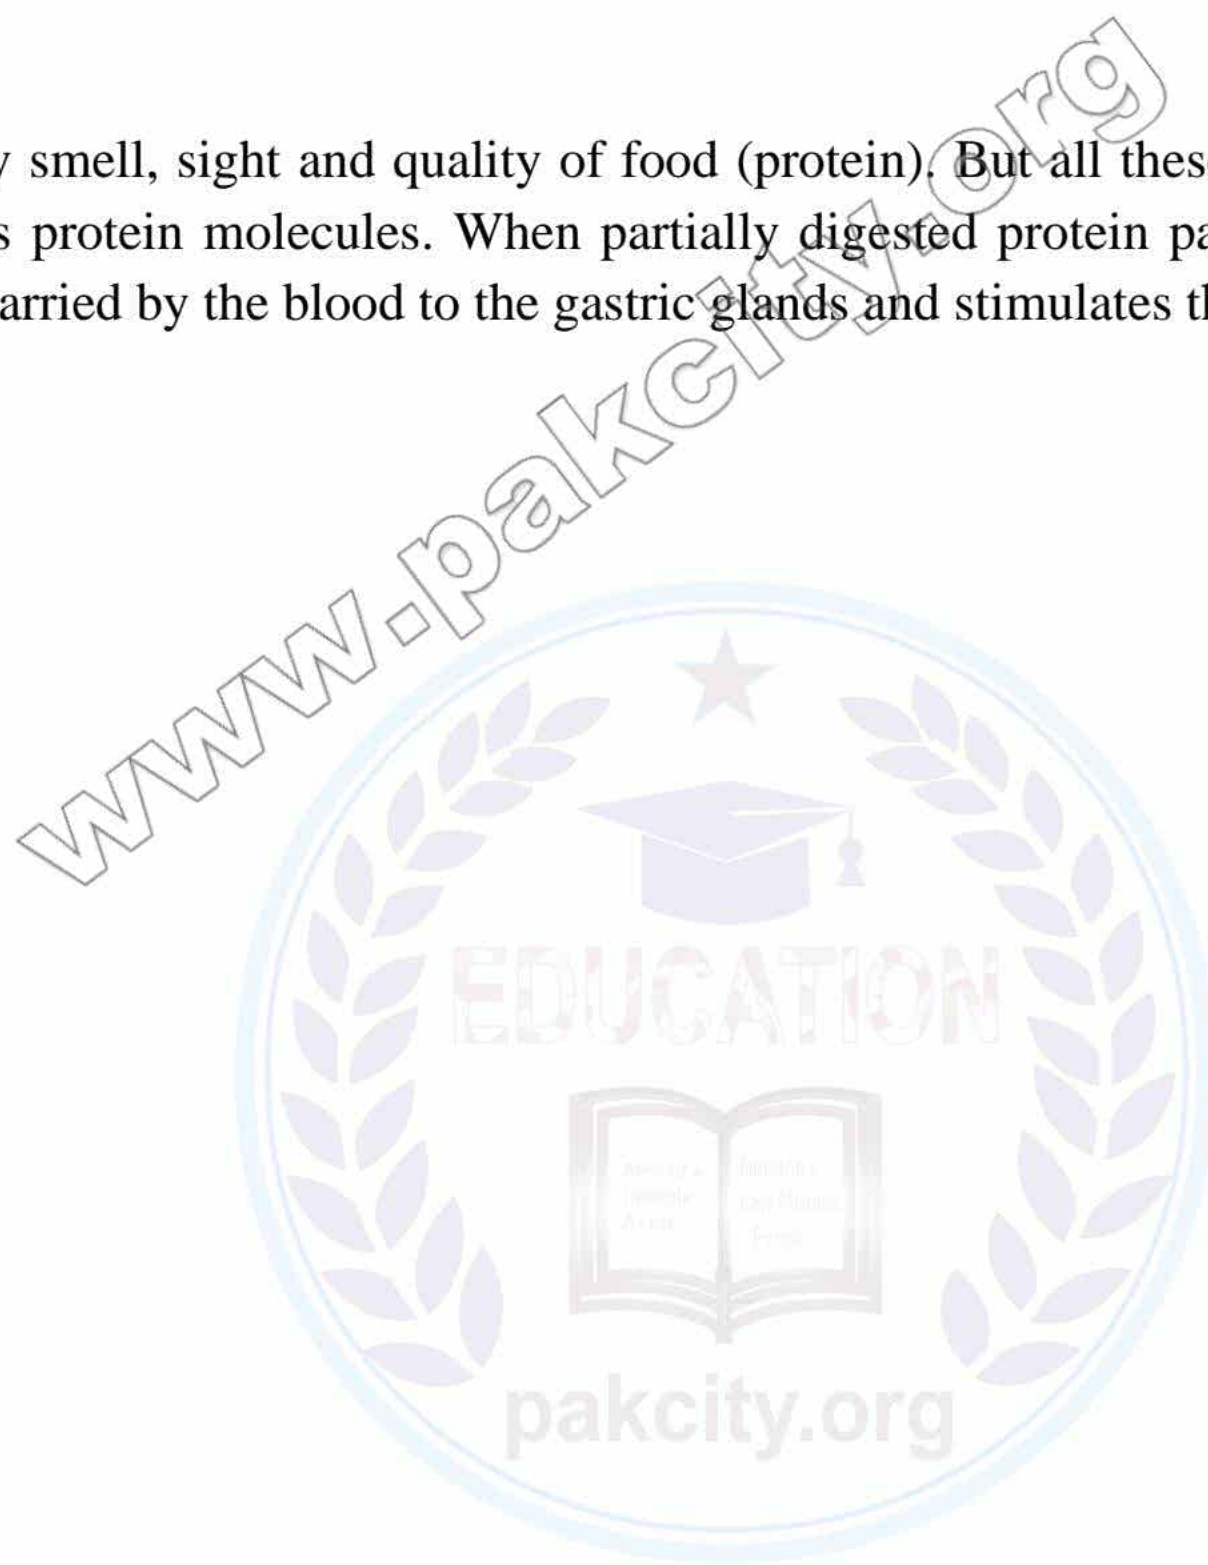 smell, sight and quality of food (protein). But all thes
protein molecules. When partially digested protein pa
arried by the blood to the gastric glands and stimulates t
www.pakcity.org
EDUCATION
pakcity.org